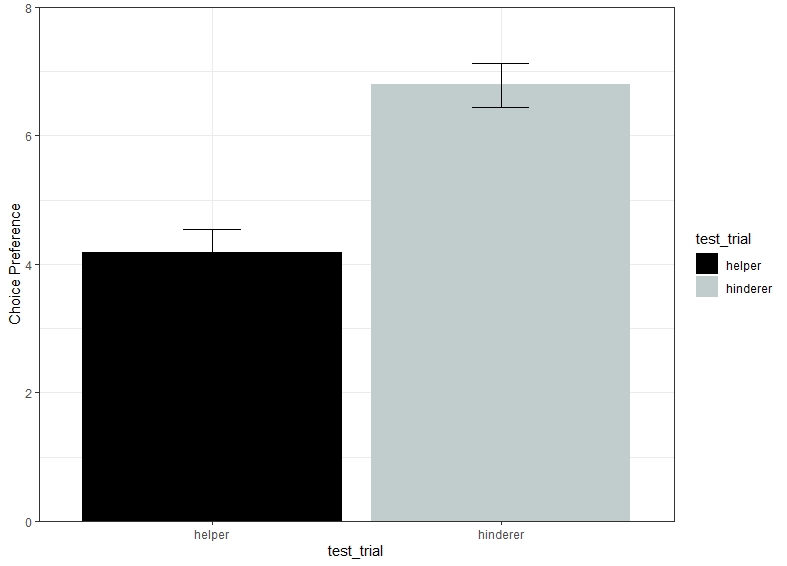 8
6
4
2
0
Choice Preference
helper
hinderer
test_trial
test_trial
helper
hinderer